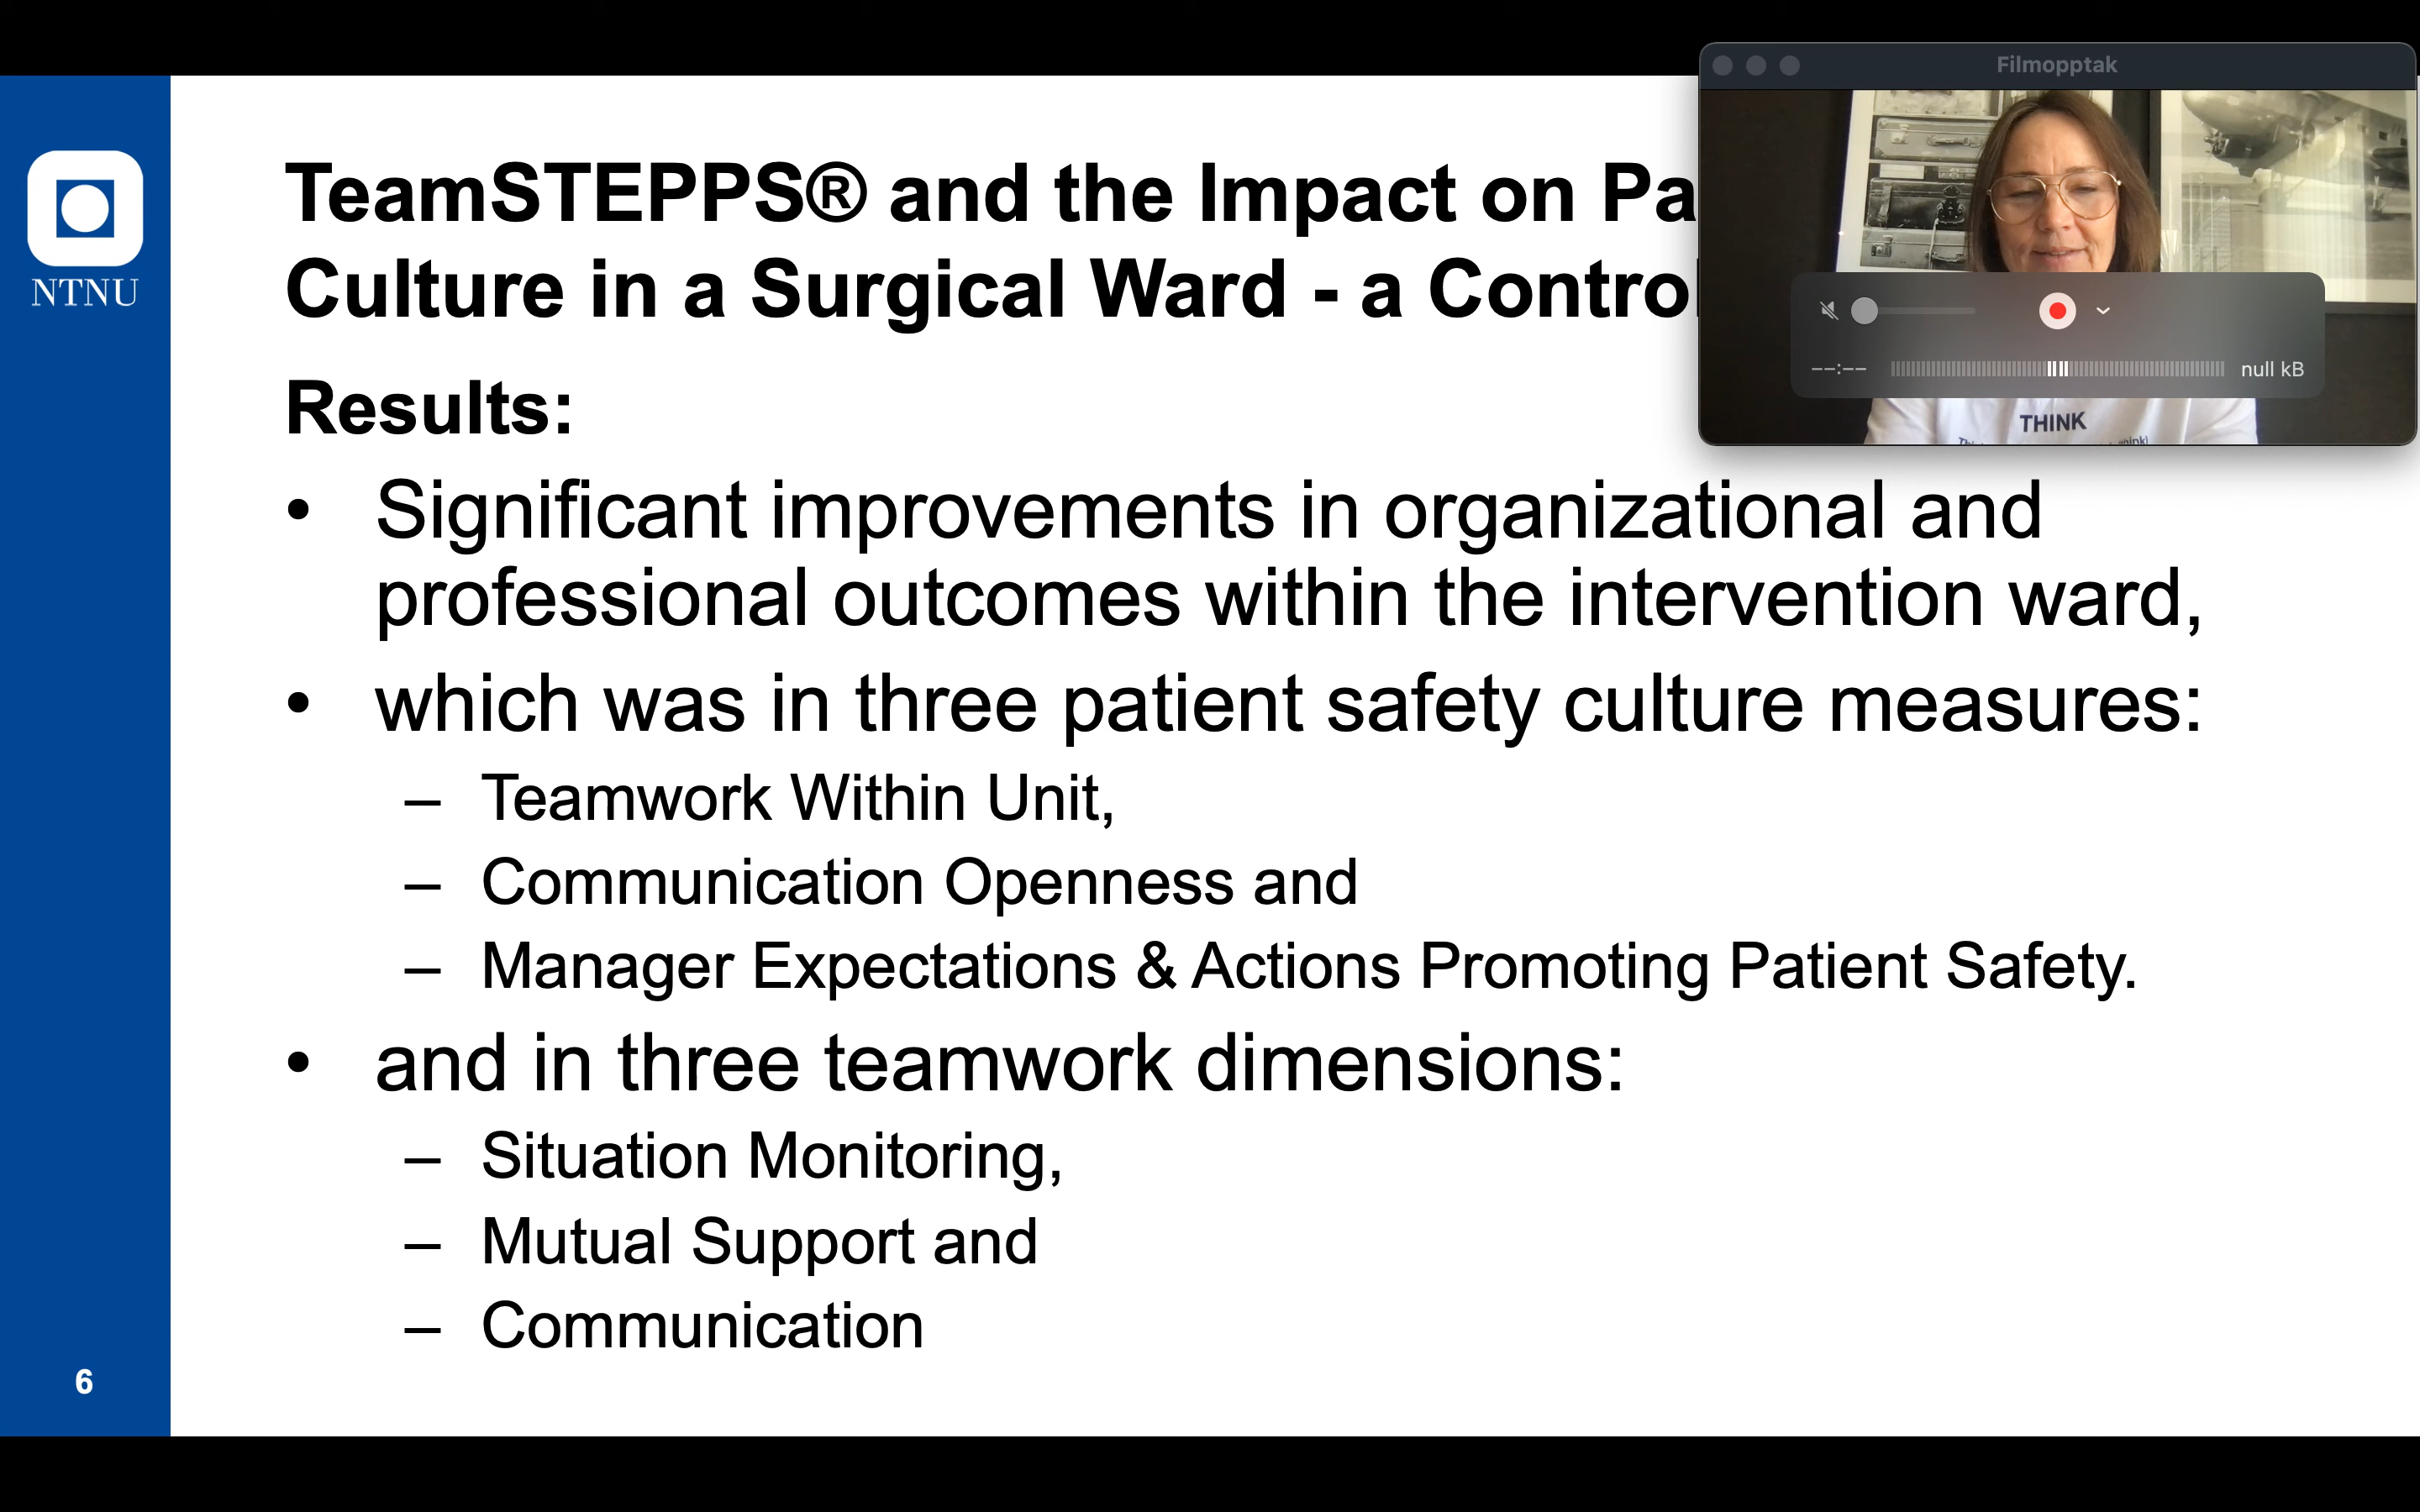 Filmopptak
NTNU
TeamSTEPPS® and the Impact on Pa
Culture in a Surgical Ward - a Contro
--:--
null kB
THINK
Results:
• Significant improvements in organizational and
professional outcomes within the intervention ward,
• which was in three patient safety culture measures:
– Teamwork Within Unit,
– Communication Openness and
– Manager Expectations & Actions Promoting Patient Safety.
• and in three teamwork dimensions:
– Situation Monitoring,
– Mutual Support and
– Communication
6